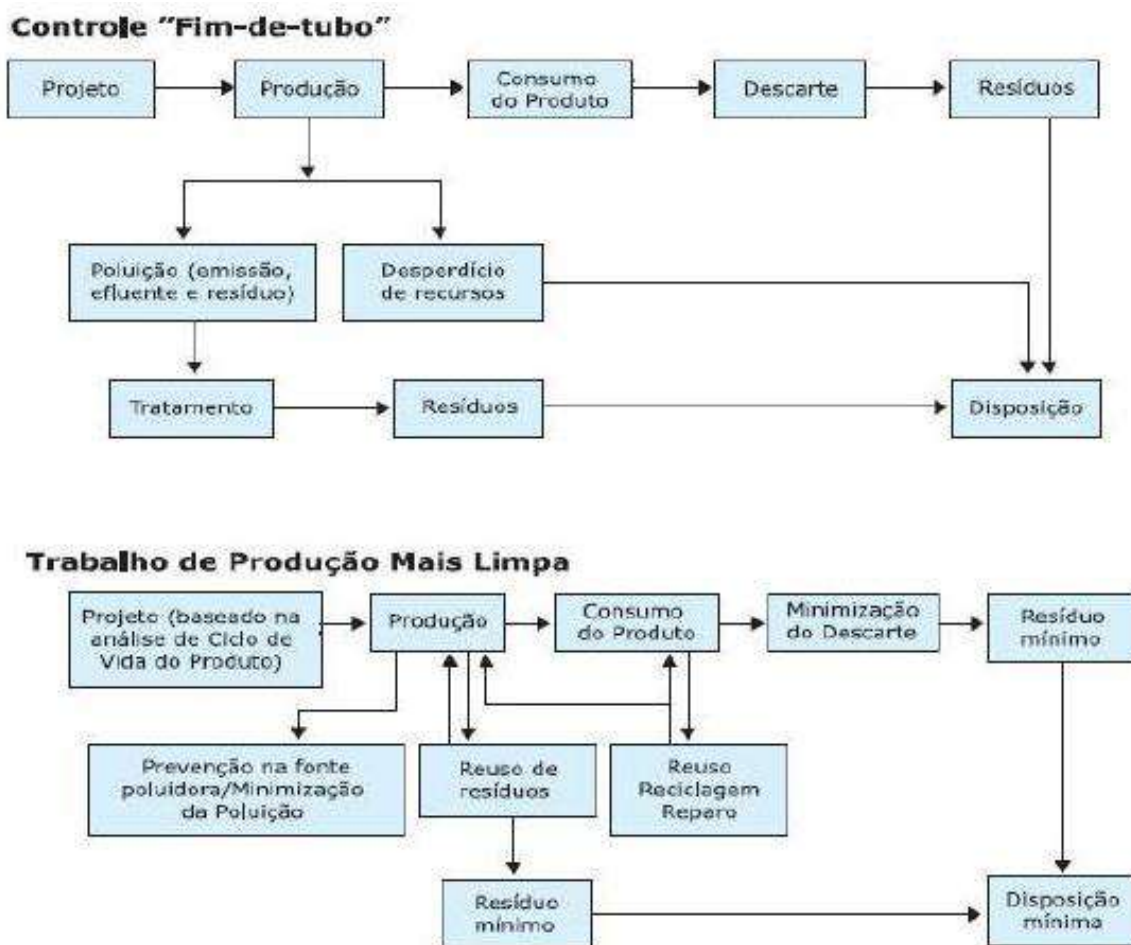 Controle “Fim-de-tubo”
Projeto
Produção
Consumo
do Produto
Descarte
Resíduos
Poluição (emissão,
efluente e resíduo)
Desperdício
de recursos
Tratamento
Resíduos
Disposição
Trabalho de Produção Mais Limpa
Projeto (baseado na
análise de Ciclo de
Vida do Produto)
Produção
Consumo
do Produto
Minimização
do Descarte
Resíduo
mínimo
Prevenção na fonte
poluidora/Minimização
da Poluição
Reuso de
resíduos
Reuso
Reciclagem
Reparo
Resíduo
mínimo
Disposição
mínima